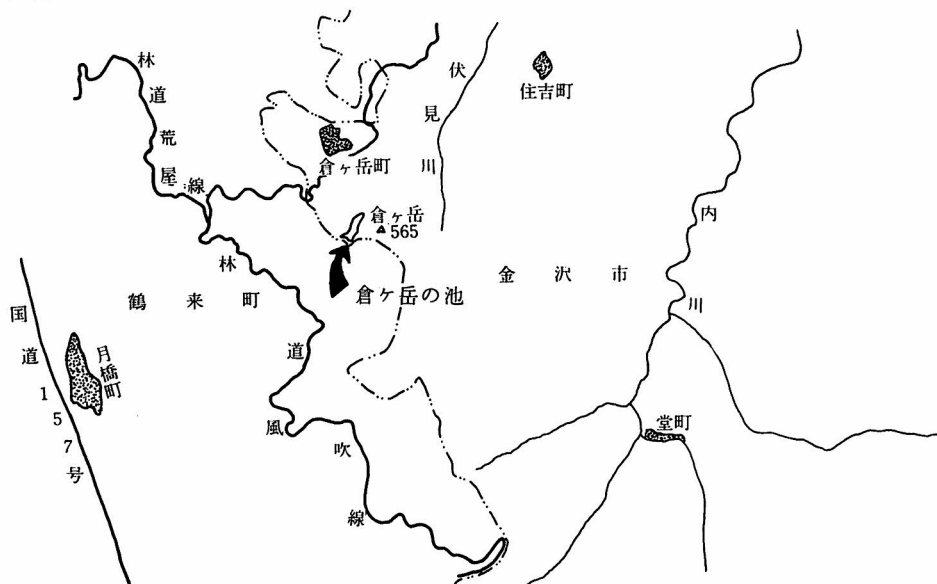 林道荒屋線
倉ヶ岳町
伏見川
住吉町
倉ヶ岳
565
内川
林道風吹線
倉ヶ岳の池
金沢市
鶴来町
国道157号
月橋町
堂町